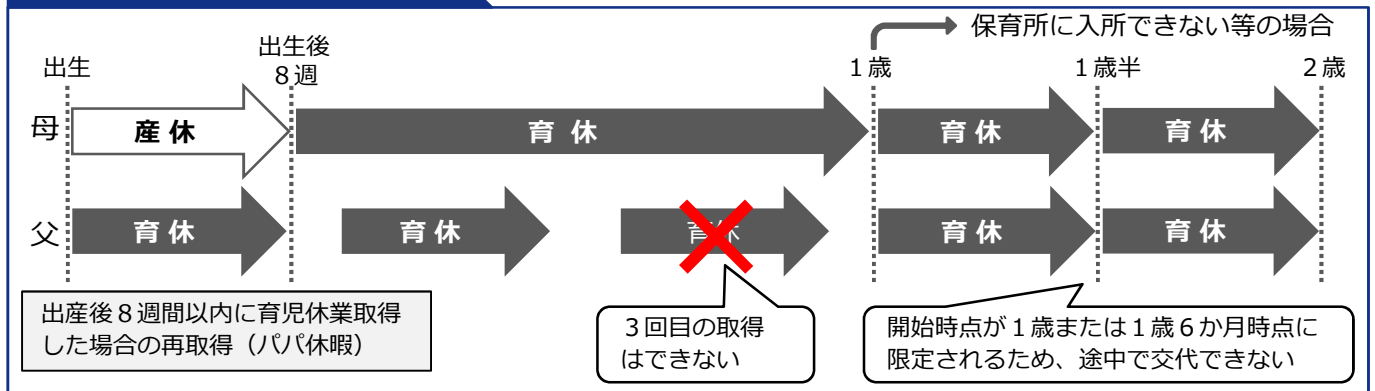 保育所に入所できない等の場合
出生
出生後
８週
１歳
１歳半
２歳
母
産 休
育 休
育 休
育 休
父
育 休
育 休
育休
育 休
育 休
出産後８週間以内に育児休業取得
した場合の再取得（パパ休暇）
３回目の取得
はできない
開始時点が１歳または１歳６か月時点に
限定されるため、途中で交代できない